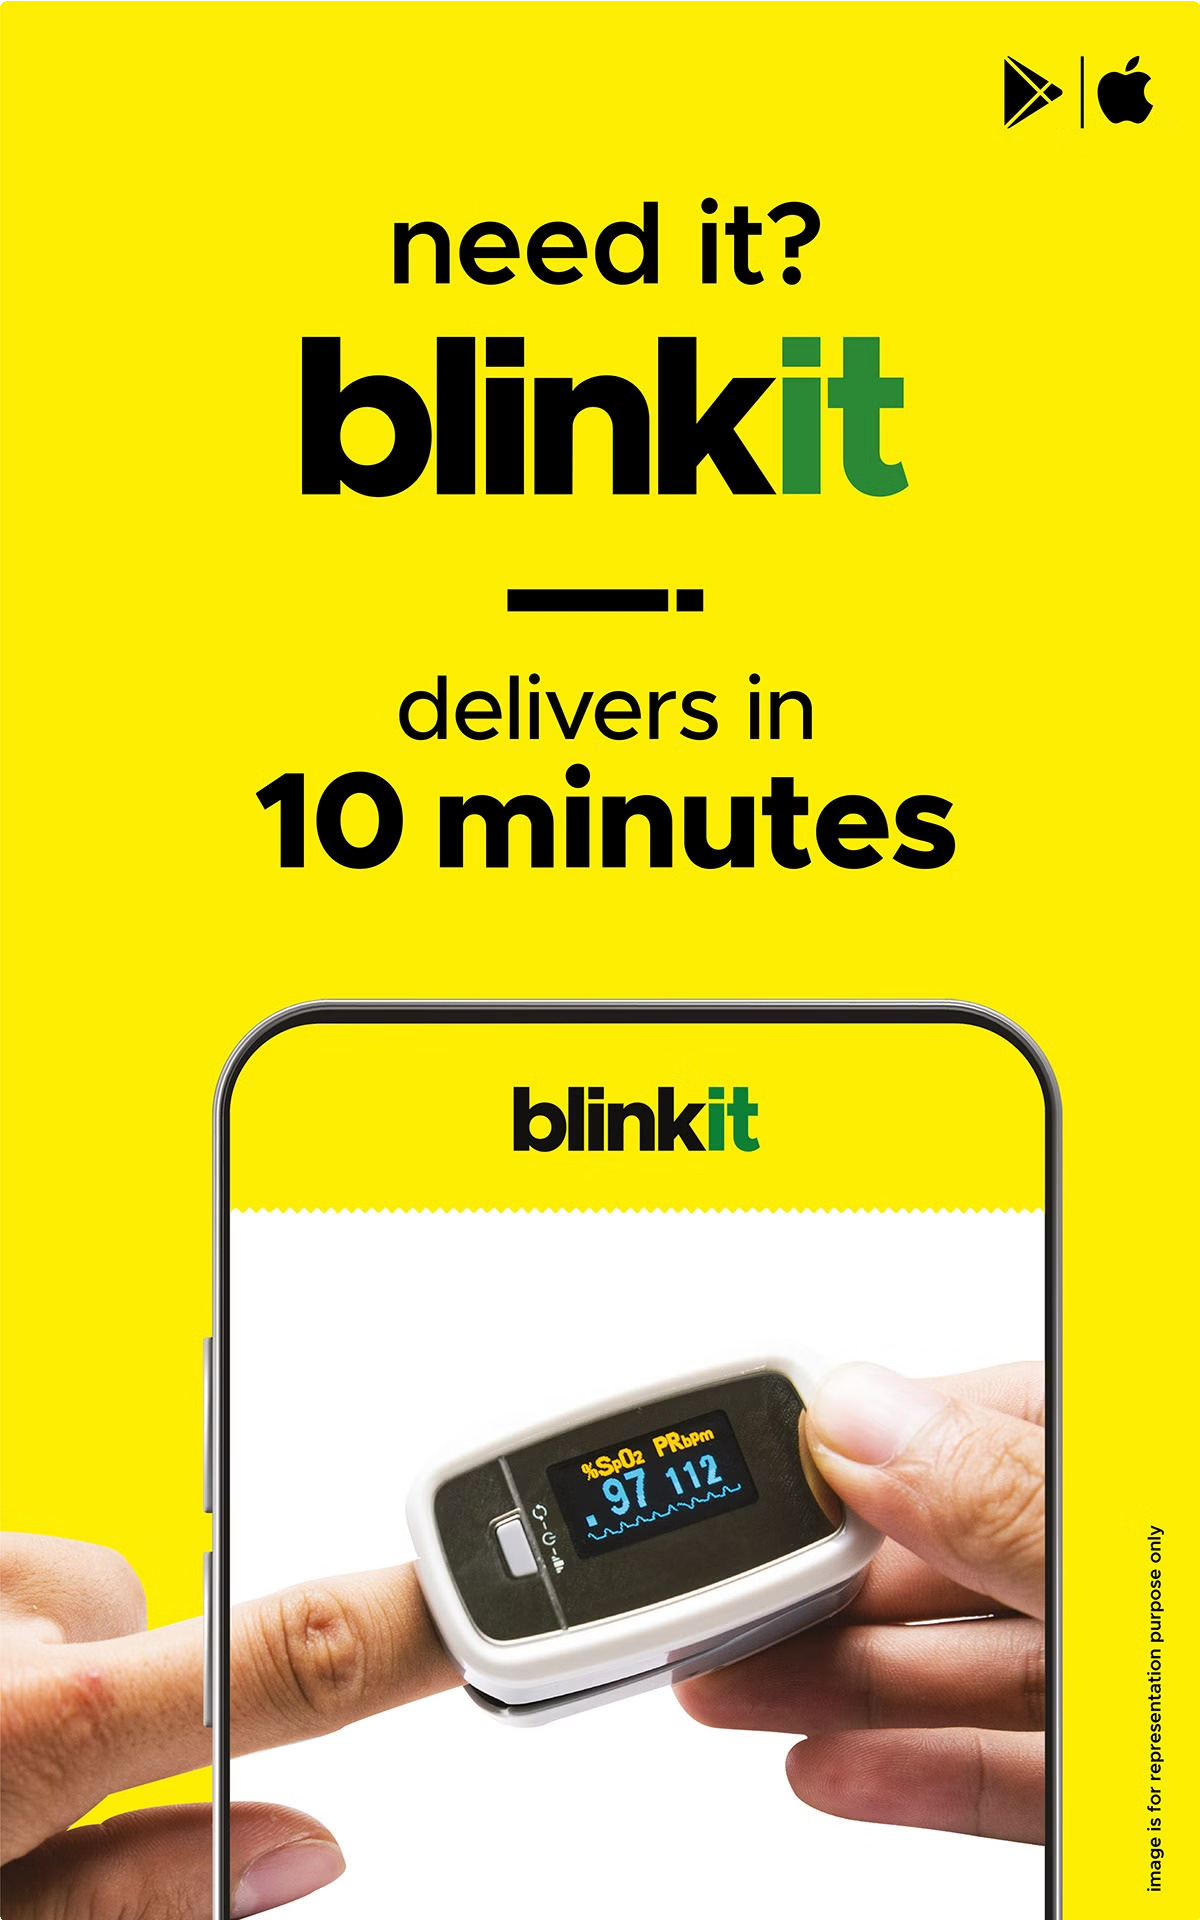 need it?
blinkit
delivers in
10 minutes
blinkit
%SpO2 PRbpm
97 112
image is for representation purpose only